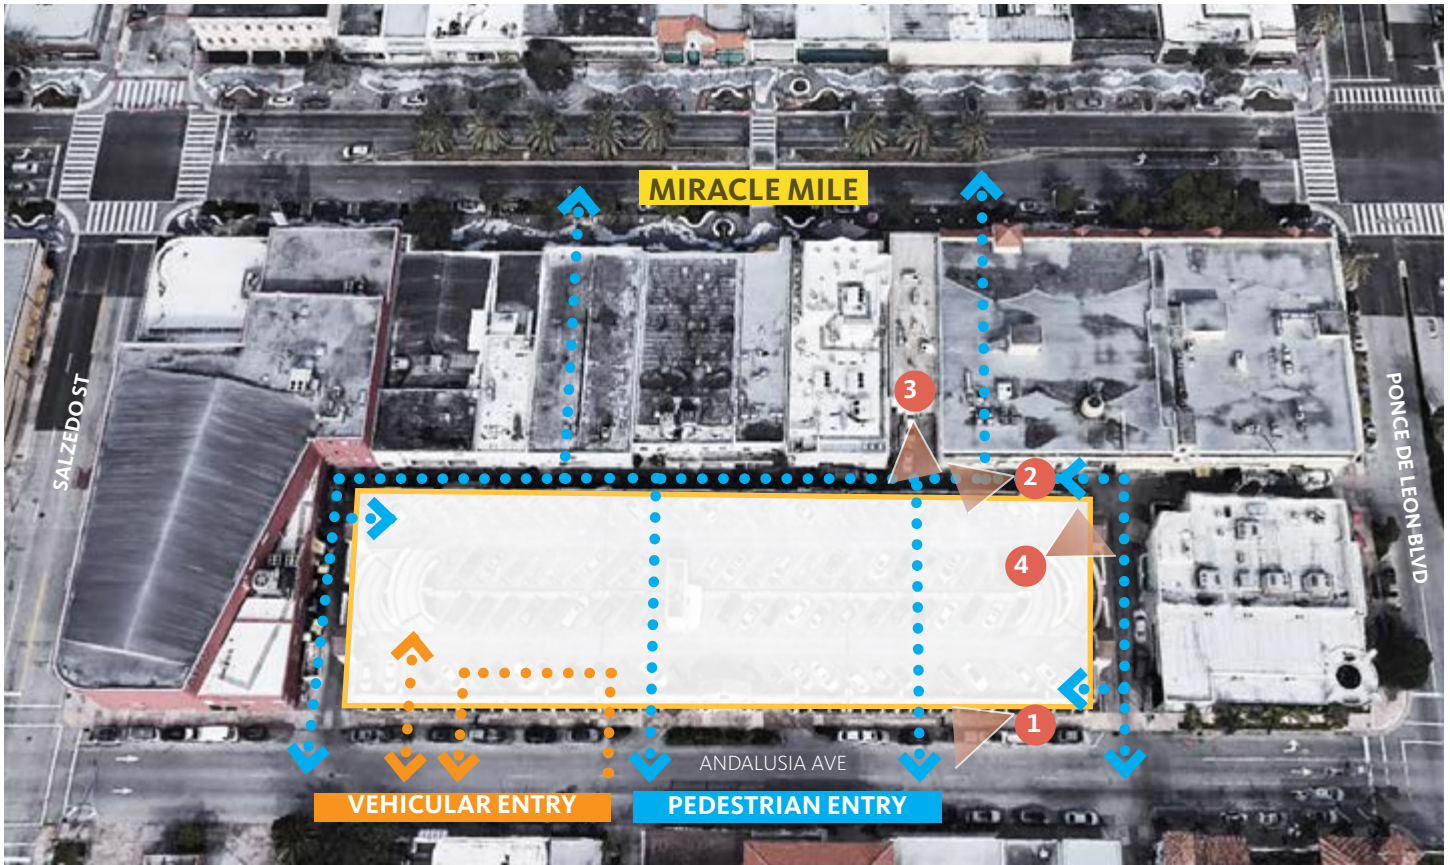 MIRACLE MILE
SALZEDO ST
PONCE DE LEON BLVD
3
2
4
1
ANDALUSIA AVE
VEHICULAR ENTRY
PEDESTRIAN ENTRY